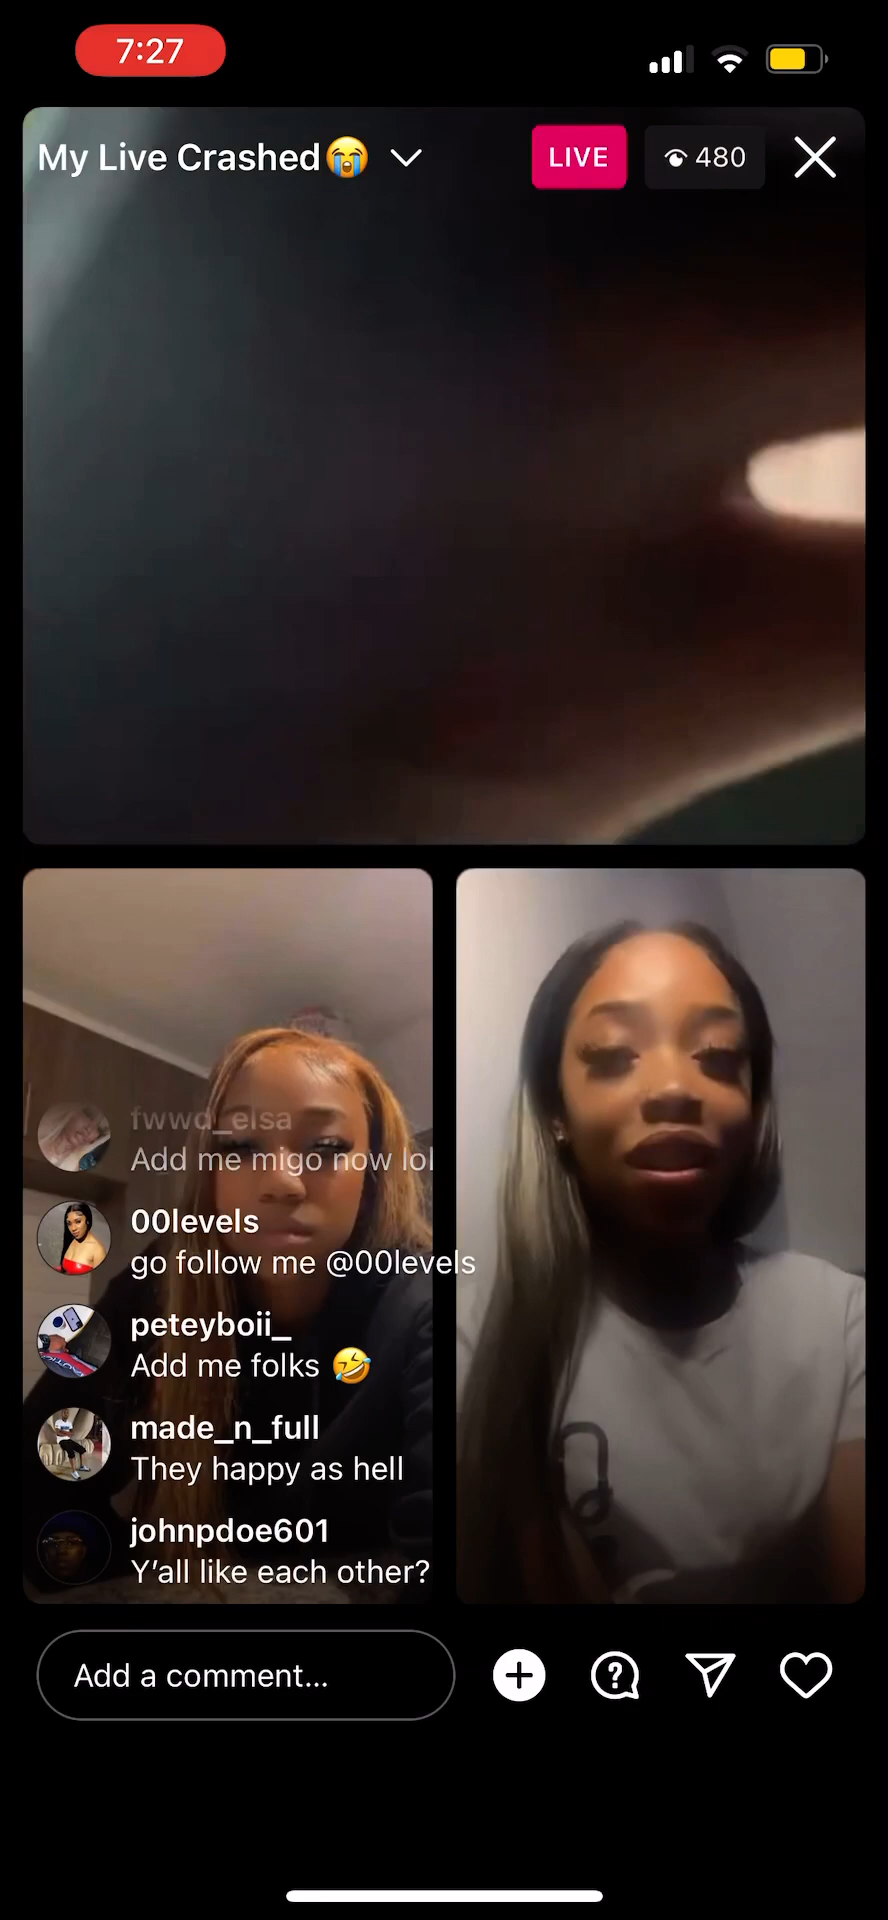 7:27
My Live Crashed😭
LIVE
480
fwwd_elsa
Add me migo now lol
00levels
go follow me @00levels
peteyboii_
Add me folks 🤣
made_n_full
They happy as hell
johnpdoe601
Y’all like each other?
Add a comment...